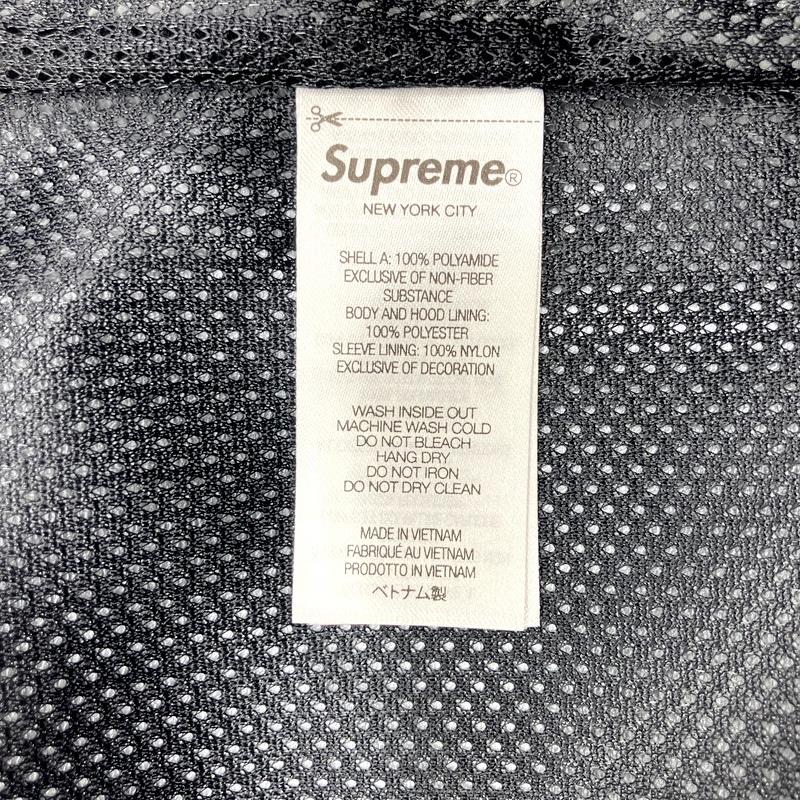 Supreme®
NEW YORK CITY
SHELL A: 100% POLYAMIDE
EXCLUSIVE OF NON-FIBER
SUBSTANCE
BODY AND HOOD LINING:
100% POLYESTER
SLEEVE LINING: 100% NYLON
EXCLUSIVE OF DECORATION
WASH INSIDE OUT
MACHINE WASH COLD
DO NOT BLEACH
HANG DRY
DO NOT IRON
DO NOT DRY CLEAN
MADE IN VIETNAM
FABRIQUÉ AU VIETNAM
PRODOTTO IN VIETNAM
ベトナム製